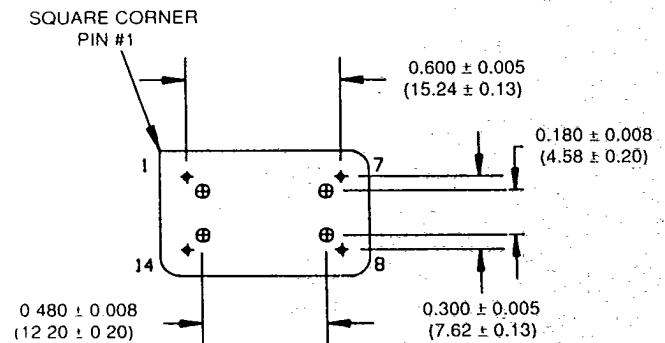 SQUARE CORNER
PIN #1
0.600 ± 0.005
(15.24 ± 0.13)
0.180 ± 0.008
(4.58 ± 0.20)
1
7
14
8
0 480 ± 0.008
(12 20 ± 0 20)
0.300 ± 0.005
(7.62 ± 0.13)